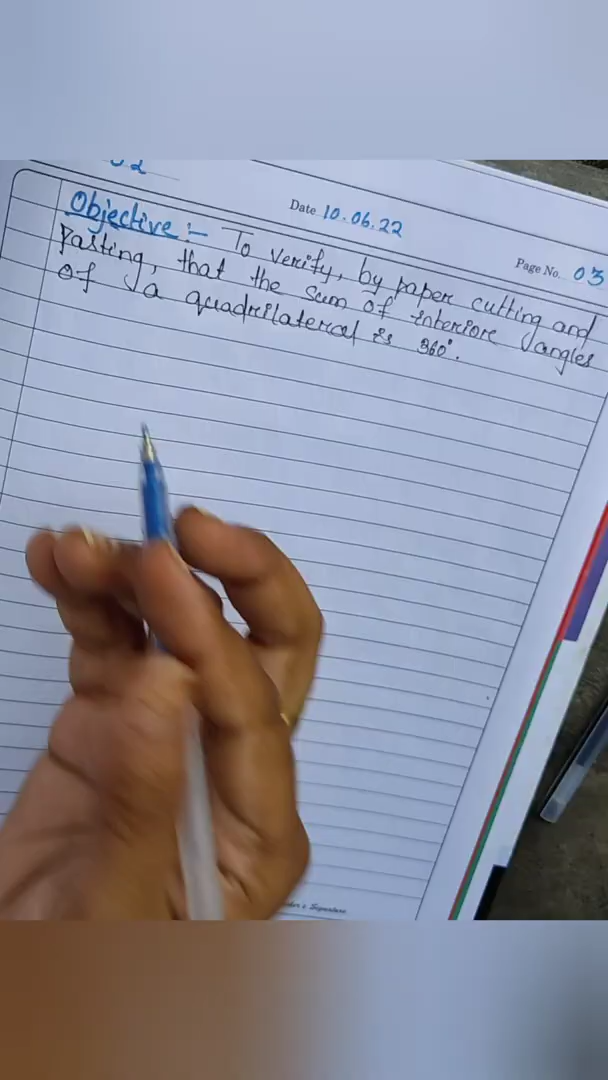 Date 10.06.22
Page No. 03
Objective :- To verify, by paper cutting and
Pasting, that the sum of interiore angles
of a quadrilateral is 360°.
Signature